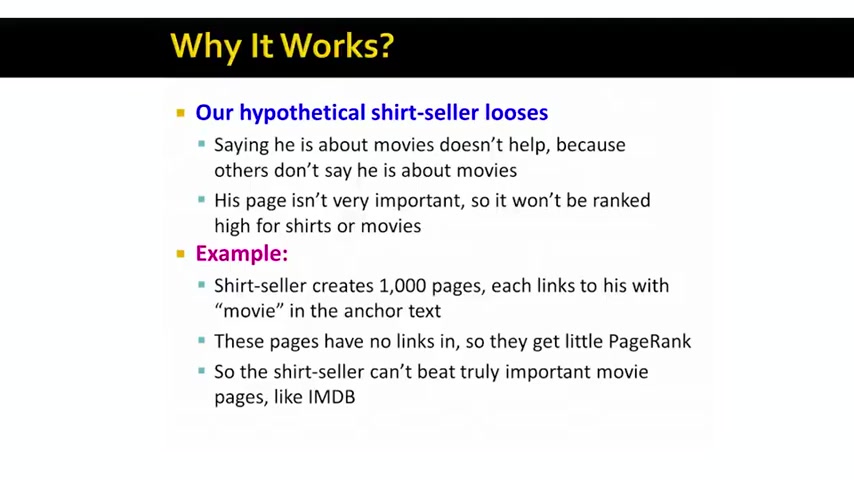 Why It Works?
Our hypothetical shirt-seller looses
Saying he is about movies doesn't help, because
others don't say he is about movies
His page isn't very important, so it won't be ranked
high for shirts or movies
Example:
Shirt-seller creates 1,000 pages, each links to his with
“movie” in the anchor text
These pages have no links in, so they get little PageRank
So the shirt-seller can't beat truly important movie
pages, like IMDB